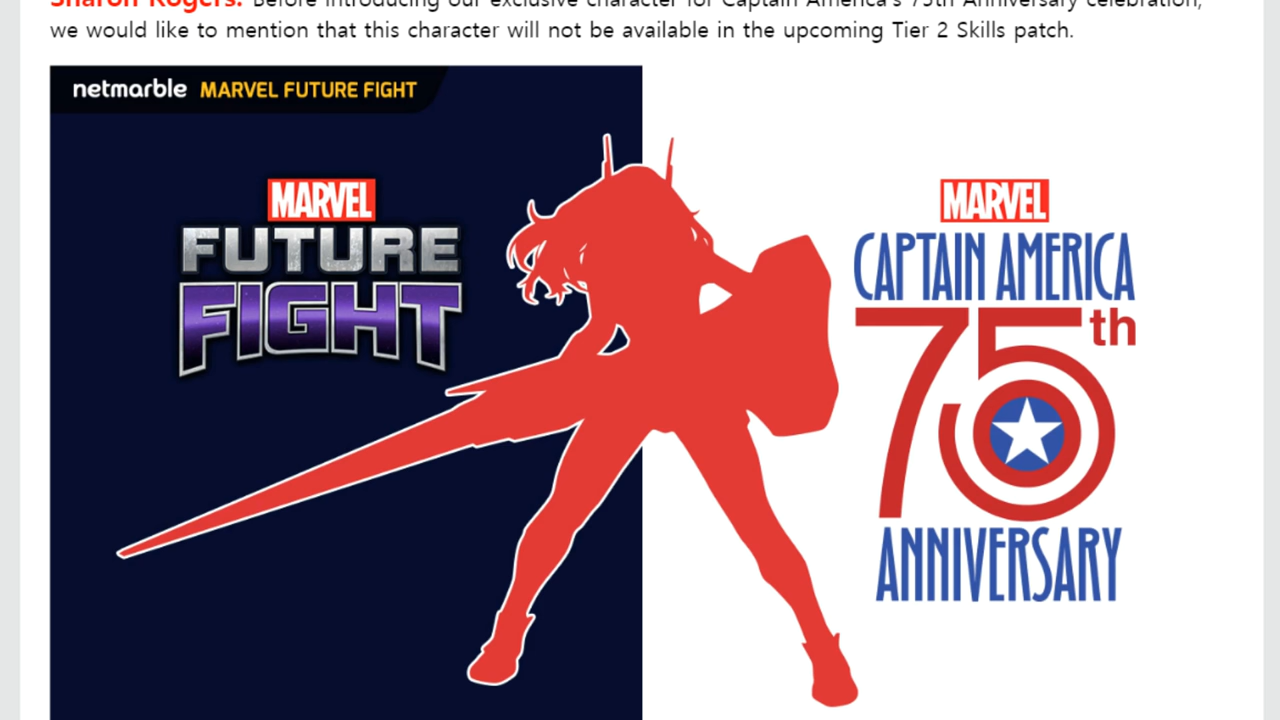 Sharon Rogers. Before introducing our exclusive character for Captain America's 75th Anniversary celebration,
we would like to mention that this character will not be available in the upcoming Tier 2 Skills patch.
netmarble MARVEL FUTURE FIGHT
MARVEL
FUTURE
FIGHT
MARVEL
CAPTAIN AMERICA
75th
ANNIVERSARY